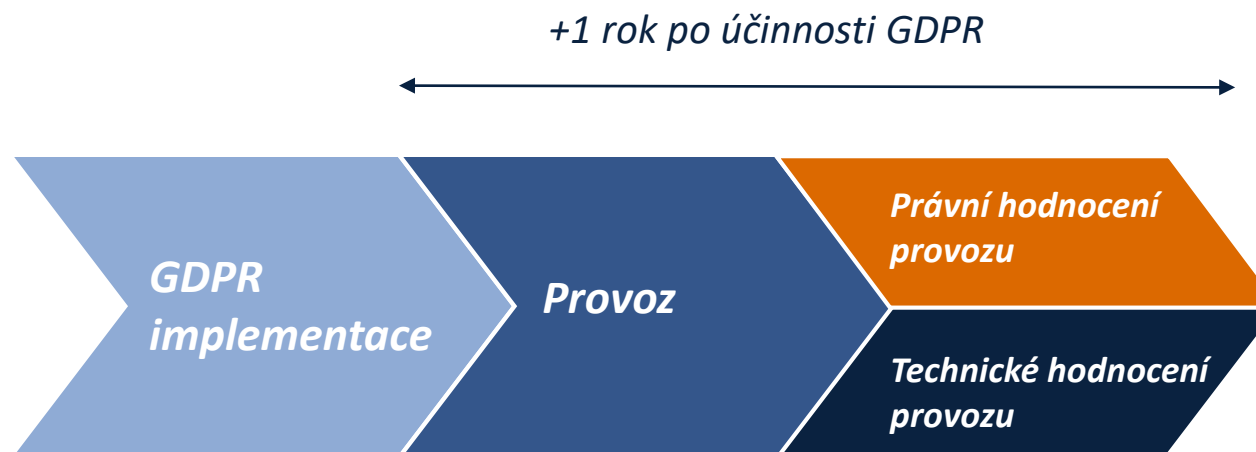 +1 rok po účinnosti GDPR
GDPR
implementace
Provoz
Právní hodnocení
provozu
Technické hodnocení
provozu